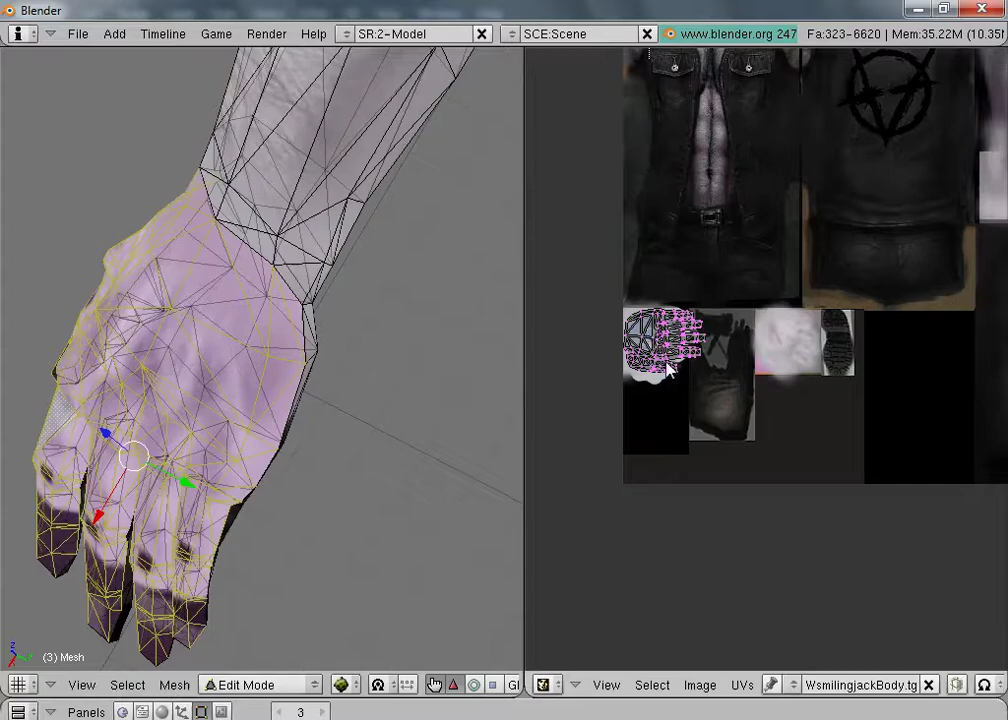 Blender
File Add Timeline Game Render Help SR:2-Model SCE:Scene www.blender.org 247 Fa:323-6620 | Mem:35.22M (10.35
(3) Mesh
View Select Mesh Edit Mode Gl View Select Image UVs WsmilingjackBody.tg
Panels 3